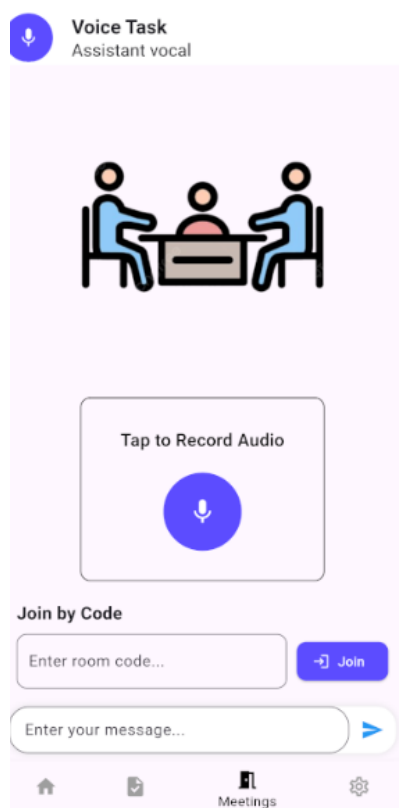 Voice Task
Assistant vocal
Tap to Record Audio
Join by Code
Enter room code...
Join
Enter your message...
Meetings